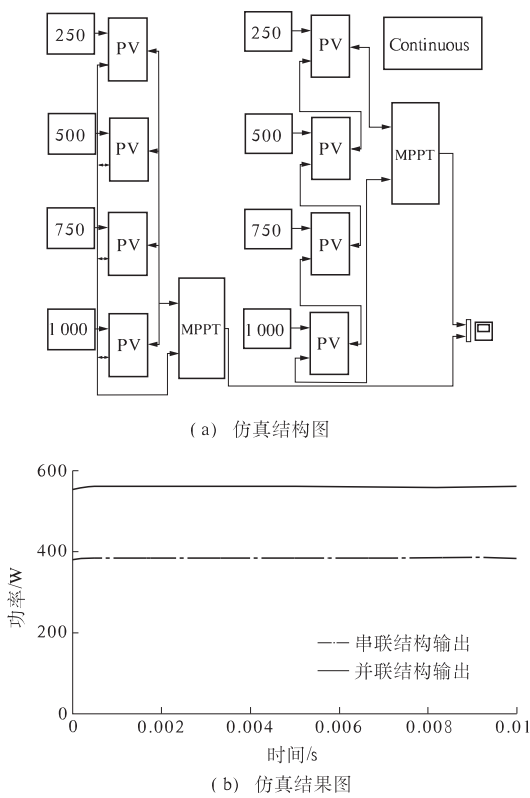 250
PV
500
PV
750
PV
1 000
PV
MPPT
250
PV
Continuous
500
PV
MPPT
750
PV
1 000
PV
( a ) 仿真结构图
600
400
200
0
功率/W
串联结构输出
并联结构输出
0 0.002 0.004 0.006 0.008 0.01
时间/s
( b ) 仿真结果图